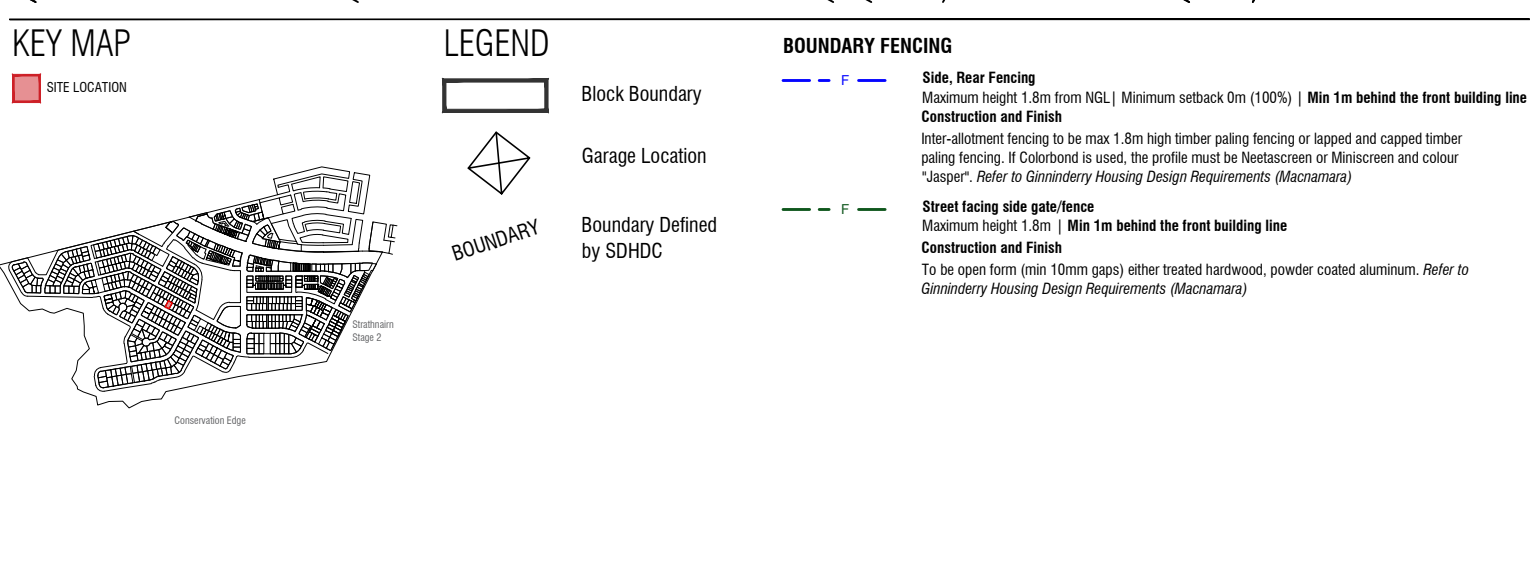 KEY MAP
SITE LOCATION
Strathnairn
Stage 2
Conservation Edge
LEGEND
Block Boundary
Garage Location
BOUNDARY
Boundary Defined
by SDHDC
BOUNDARY FENCING
F
Side, Rear Fencing
Maximum height 1.8m from NGL| Minimum setback 0m (100%) | Min 1m behind the front building line
Construction and Finish
Inter-allotment fencing to be max 1.8m high timber paling fencing or lapped and capped timber
paling fencing. If Colorbond is used, the profile must be Neetascreen or Miniscreen and colour
"Jasper". Refer to Ginninderry Housing Design Requirements (Macnamara)
F
Street facing side gate/fence
Maximum height 1.8m | Min 1m behind the front building line
Construction and Finish
To be open form (min 10mm gaps) either treated hardwood, powder coated aluminum. Refer to
Ginninderry Housing Design Requirements (Macnamara)